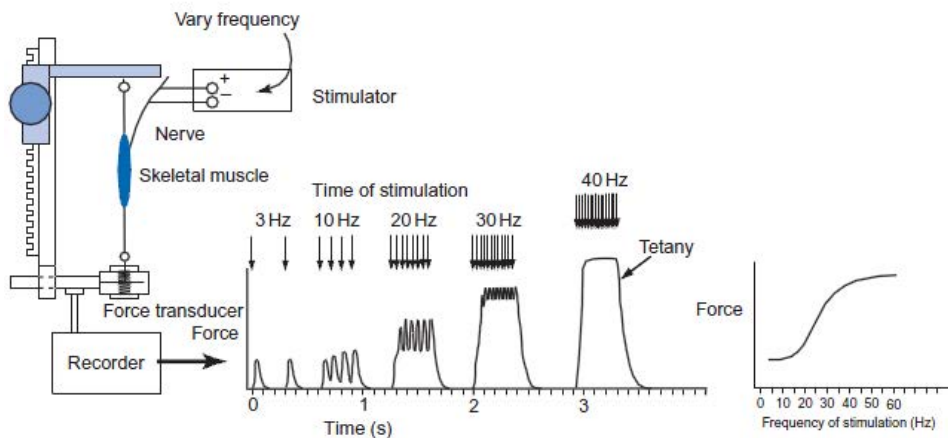 Vary frequency
+
−
Stimulator
Nerve
Skeletal muscle
Time of stimulation
3 Hz 10 Hz 20 Hz 30 Hz 40 Hz
Tetany
Force transducer
Force
Recorder
0 1 2 3
Time (s)
Force
0 10 20 30 40 50 60
Frequency of stimulation (Hz)